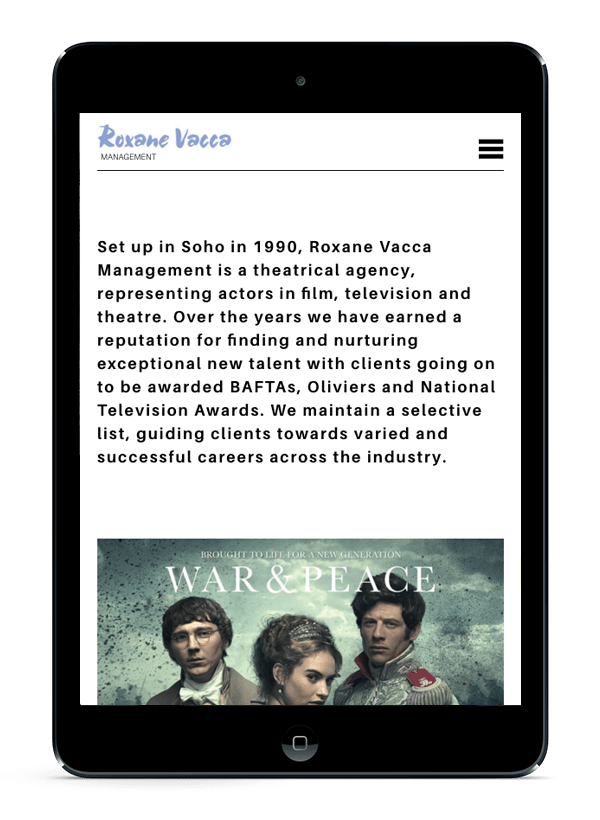 Roxane Vacca
MANAGEMENT
Set up in Soho in 1990, Roxane Vacca
Management is a theatrical agency,
representing actors in film, television and
theatre. Over the years we have earned a
reputation for finding and nurturing
exceptional new talent with clients going on
to be awarded BAFTAs, Oliviers and National
Television Awards. We maintain a selective
list, guiding clients towards varied and
successful careers across the industry.
BROUGHT TO LIFE FOR A NEW GENERATION
WAR & PEACE